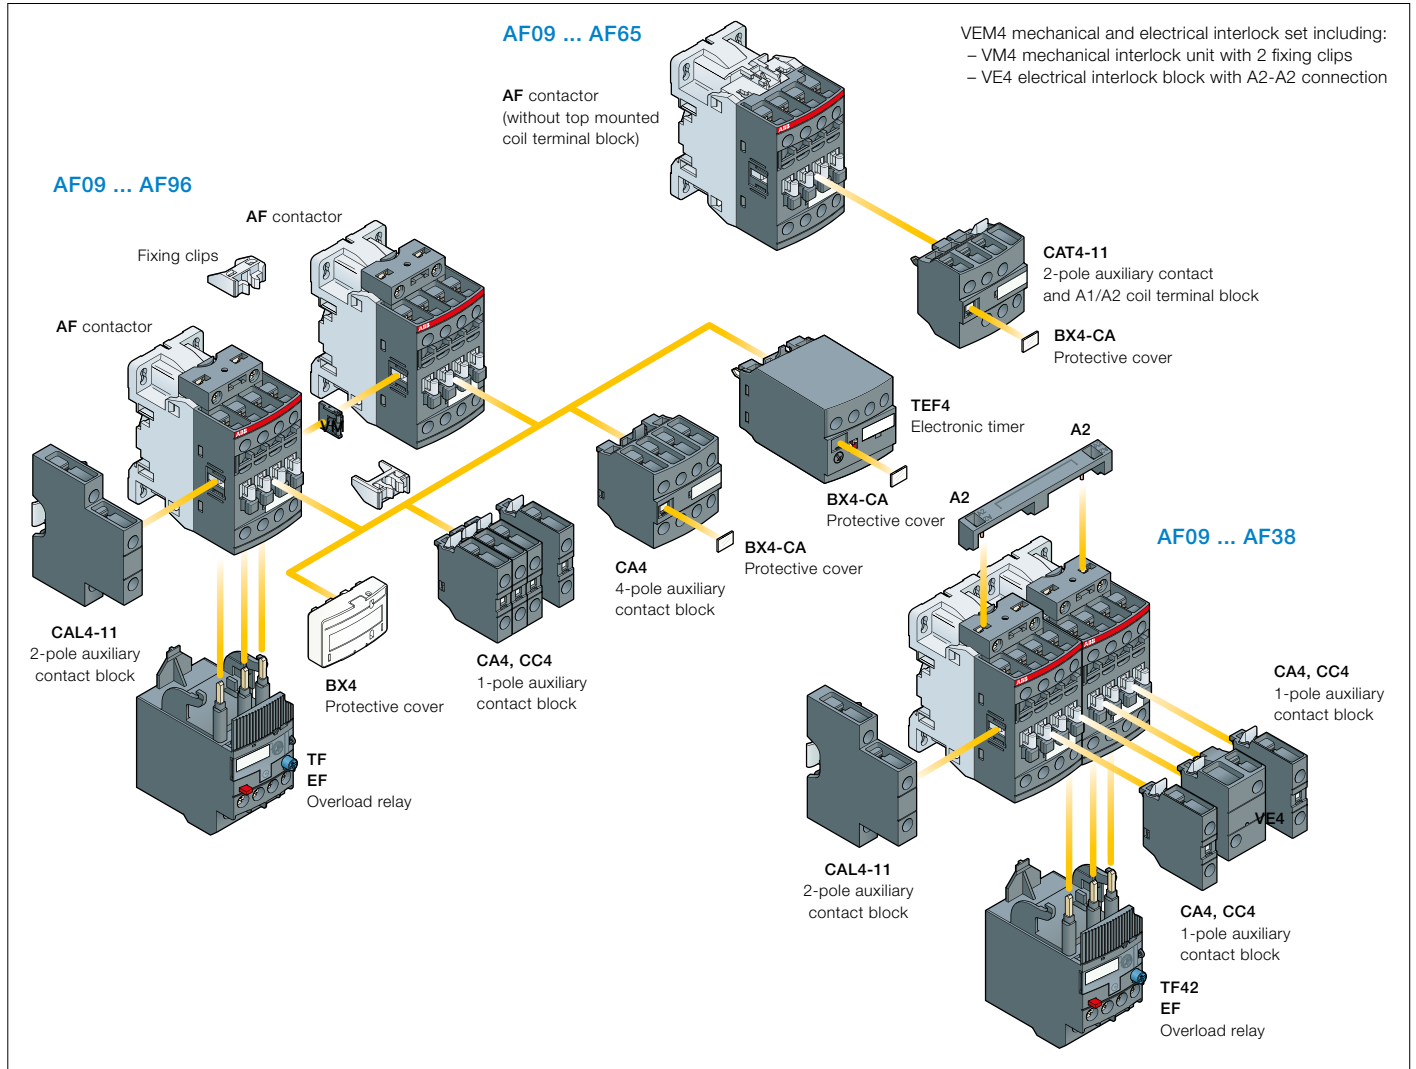 AF09 ... AF65
VEM4 mechanical and electrical interlock set including:
– VM4 mechanical interlock unit with 2 fixing clips
– VE4 electrical interlock block with A2-A2 connection
AF contactor
(without top mounted
coil terminal block)
ABB
AF09 ... AF96
AF contactor
Fixing clips
AF contactor
ABB
ABB
VM
CAT4-11
2-pole auxiliary contact
and A1/A2 coil terminal block
BX4-CA
Protective cover
TEF4
Electronic timer
BX4-CA
Protective cover
A2
A2
AF09 ... AF38
CA4
4-pole auxiliary
contact block
BX4-CA
Protective cover
CAL4-11
2-pole auxiliary
contact block
BX4
Protective cover
CA4, CC4
1-pole auxiliary
contact block
TF
EF
Overload relay
ABB
ABB
CA4, CC4
1-pole auxiliary
contact block
VE4
CAL4-11
2-pole auxiliary
contact block
CA4, CC4
1-pole auxiliary
contact block
TF42
EF
Overload relay